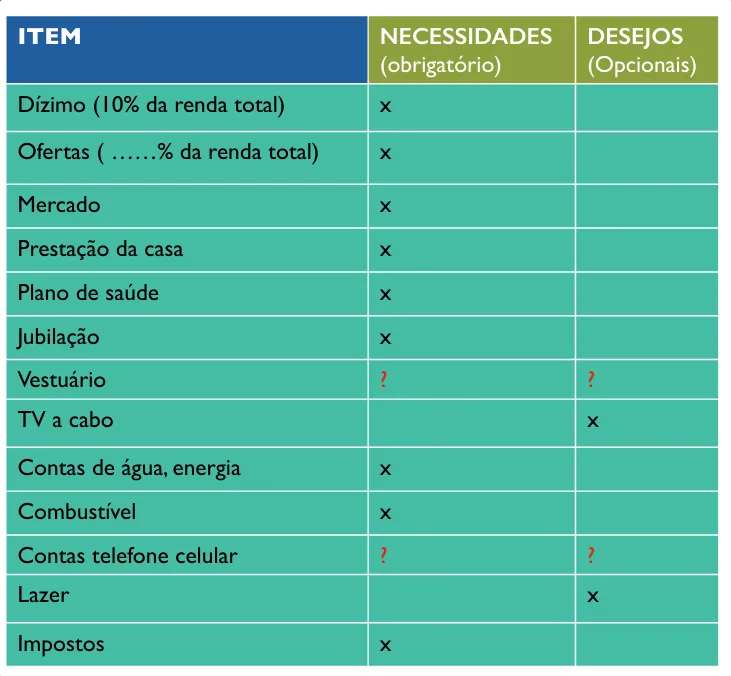 ITEM NECESSIDADES DESEJOS
(obrigatório) (Opcionais)
Dízimo (10% da renda total) x
Ofertas ( ……% da renda total) x
Mercado x
Prestação da casa x
Plano de saúde x
Jubilação x
Vestuário ? ?
TV a cabo x
Contas de água, energia x
Combustível x
Contas telefone celular ? ?
Lazer x
Impostos x